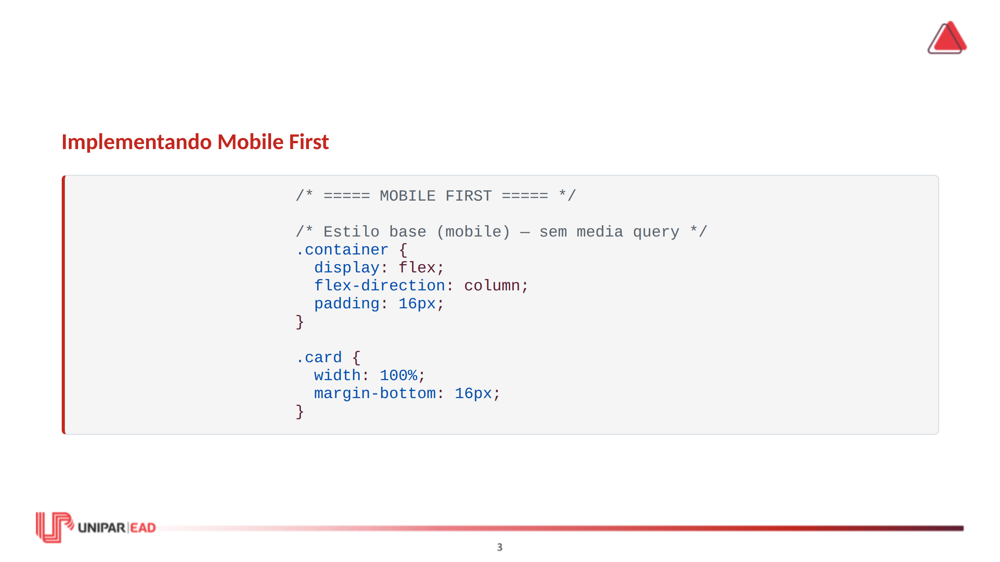 Implementando Mobile First
/* ===== MOBILE FIRST ===== */
/* Estilo base (mobile) — sem media query */
.container {
  display: flex;
  flex-direction: column;
  padding: 16px;
}
.card {
  width: 100%;
  margin-bottom: 16px;
}
UNIPAR|EAD
3